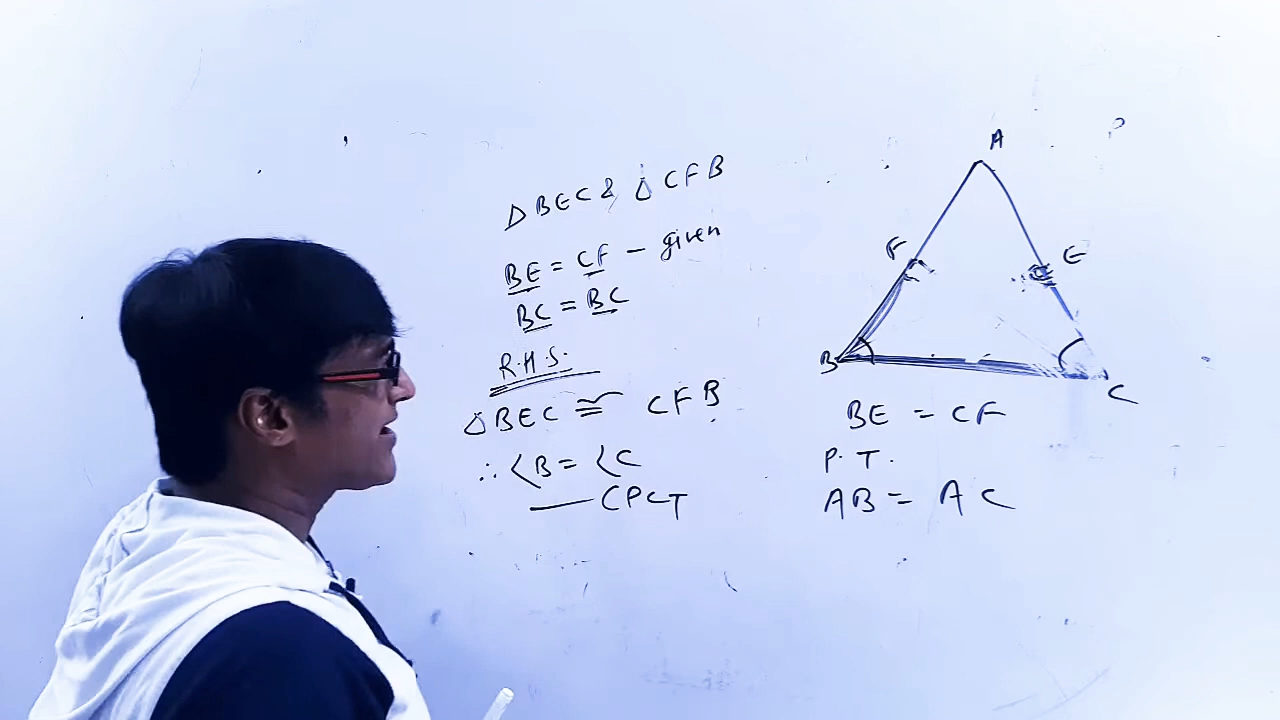 ∆BEC & ∆CFB
BE = CF - given
BC = BC
R.H.S.
∆BEC ≅ CFB
∴ <B = <C
— CPCT
A
F
E
B
C
BE = CF
P.T.
AB = AC